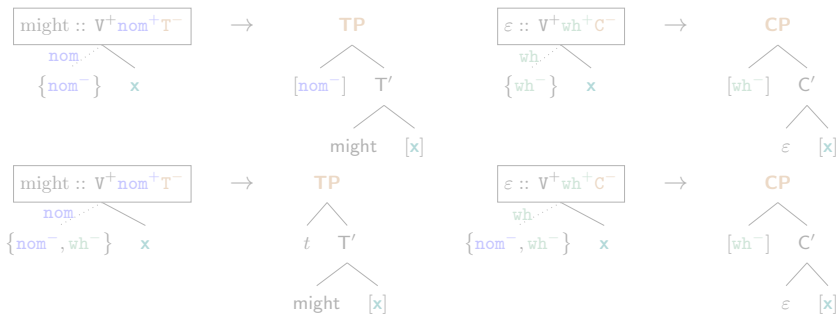 might :: V⁺nom⁺T⁻ → TP ε :: V⁺wh⁺C⁻ → CP
nom wh
{nom⁻} x [nom⁻] T′ {wh⁻} x [wh⁻] C′
might [x] ε [x]
might :: V⁺nom⁺T⁻ → TP ε :: V⁺wh⁺C⁻ → CP
nom wh
{nom⁻, wh⁻} x t T′ {nom⁻, wh⁻} x [wh⁻] C′
might [x] ε [x]